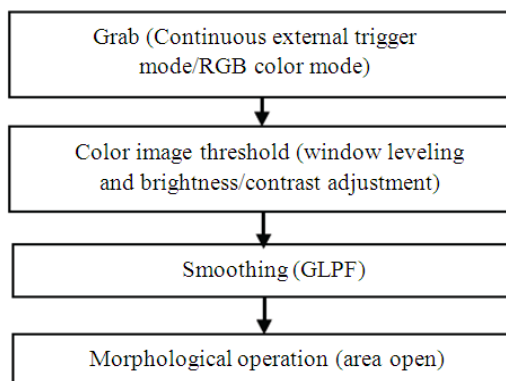 Grab (Continuous external trigger
mode/RGB color mode)
Color image threshold (window leveling
and brightness/contrast adjustment)
Smoothing (GLPF)
Morphological operation (area open)